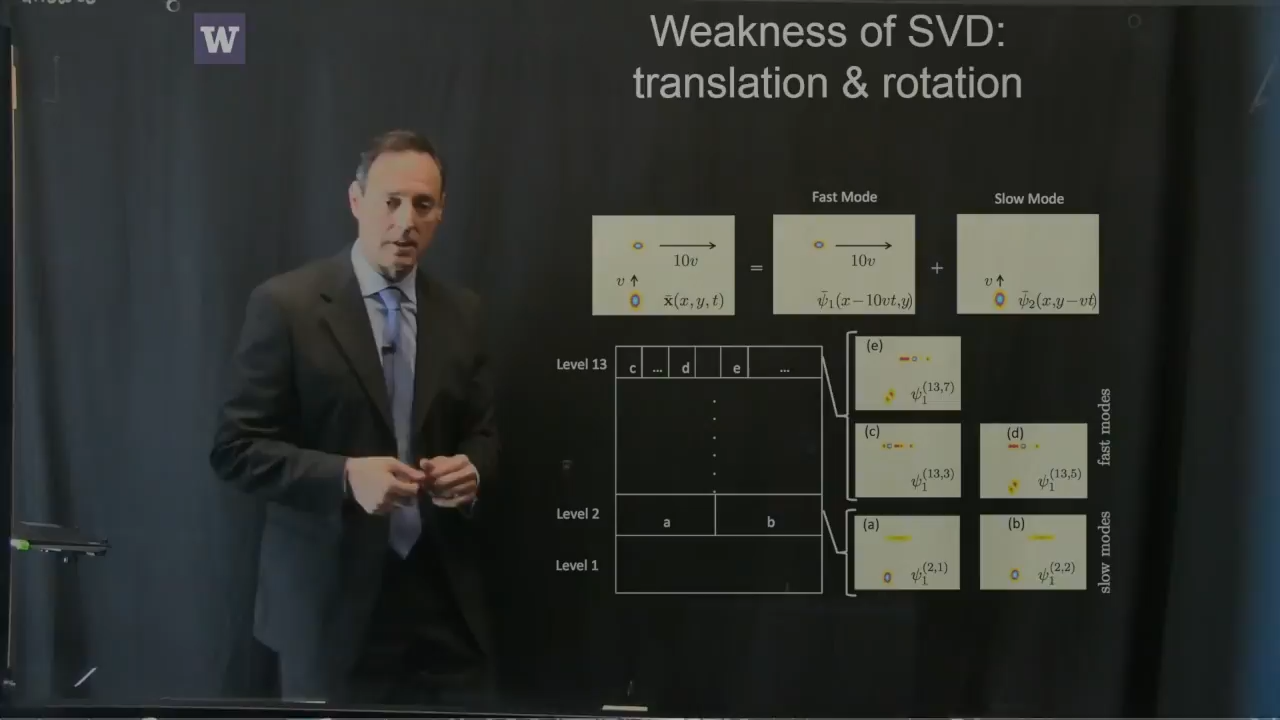 W
Weakness of SVD:
translation & rotation
Fast Mode
Slow Mode
10v
v ↑
x̄(x, y, t)
=
10v
ψ̄₁(x−10vt,y)
+
v ↑
ψ̄₂(x,y−vt)
Level 13
c ... d e ...
Level 2
a b
Level 1
(e)
ψ₁^(13,7)
(c)
ψ₁^(13,3)
(d)
ψ₁^(13,5)
fast modes
(a)
ψ₁^(2,1)
(b)
ψ₁^(2,2)
slow modes